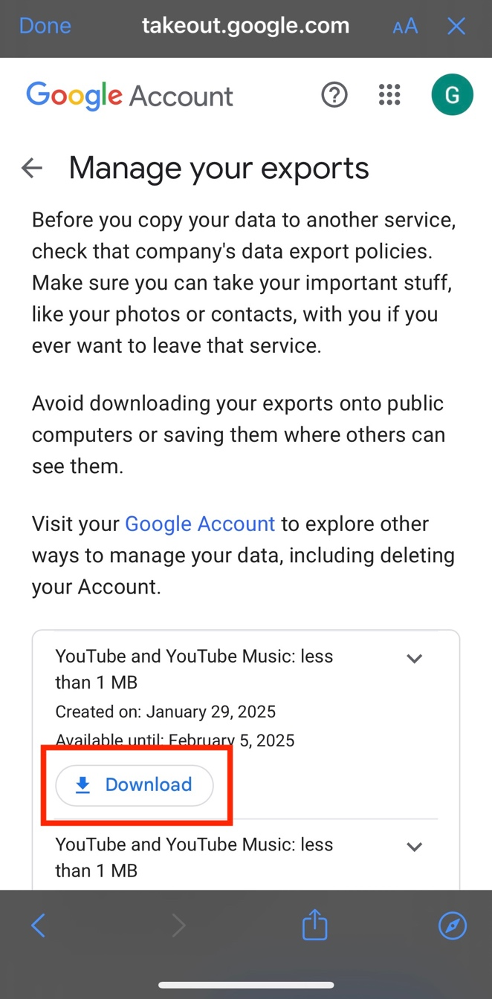 Done takeout.google.com AA
Google Account G
Manage your exports
Before you copy your data to another service,
check that company's data export policies.
Make sure you can take your important stuff,
like your photos or contacts, with you if you
ever want to leave that service.
Avoid downloading your exports onto public
computers or saving them where others can
see them.
Visit your Google Account to explore other
ways to manage your data, including deleting
your Account.
YouTube and YouTube Music: less
than 1 MB
Created on: January 29, 2025
Available until: February 5, 2025
Download
YouTube and YouTube Music: less
than 1 MB